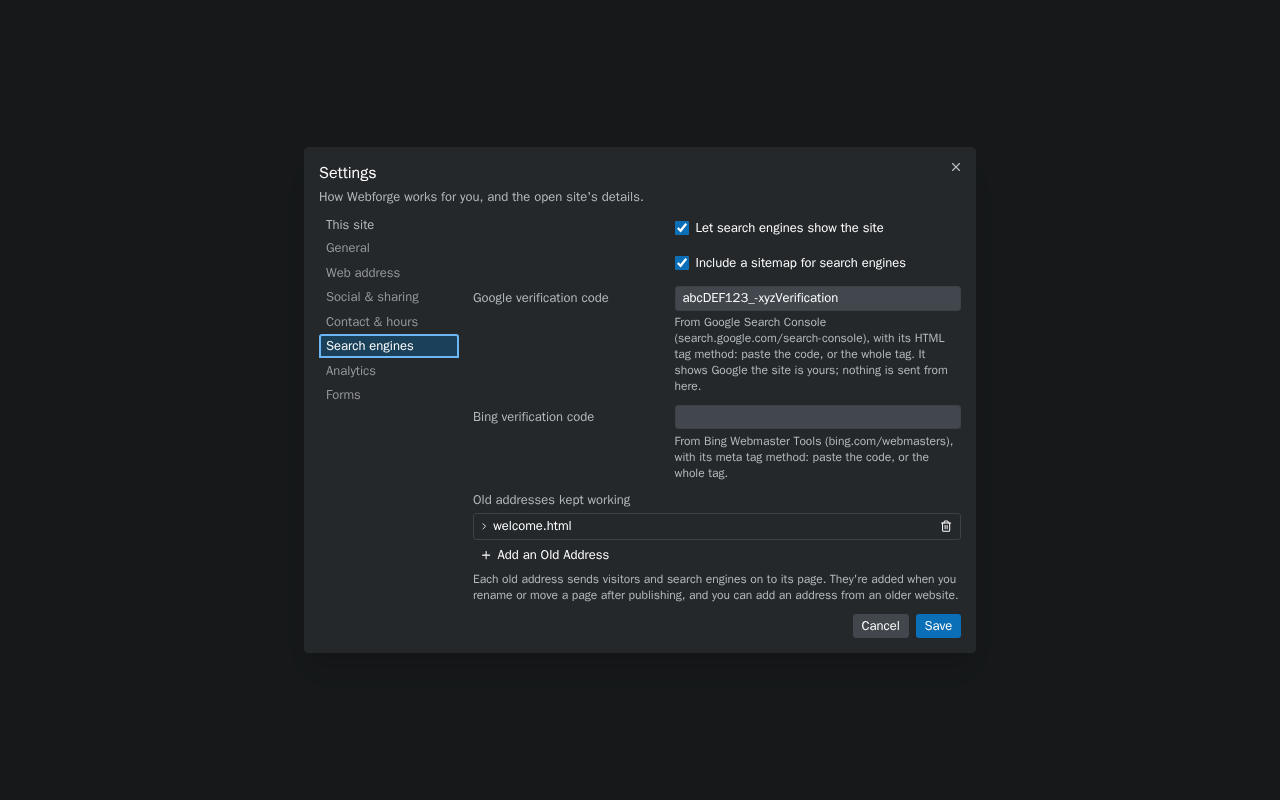 Settings
How Webforge works for you, and the open site's details.
This site
General
Web address
Social & sharing
Contact & hours
Search engines
Analytics
Forms
Let search engines show the site
Include a sitemap for search engines
Google verification code
abcDEF123_-xyzVerification
From Google Search Console
(search.google.com/search-console), with its HTML
tag method: paste the code, or the whole tag. It
shows Google the site is yours; nothing is sent from
here.
Bing verification code
From Bing Webmaster Tools (bing.com/webmasters),
with its meta tag method: paste the code, or the
whole tag.
Old addresses kept working
welcome.html
Add an Old Address
Each old address sends visitors and search engines on to its page. They're added when you
rename or move a page after publishing, and you can add an address from an older website.
Cancel
Save